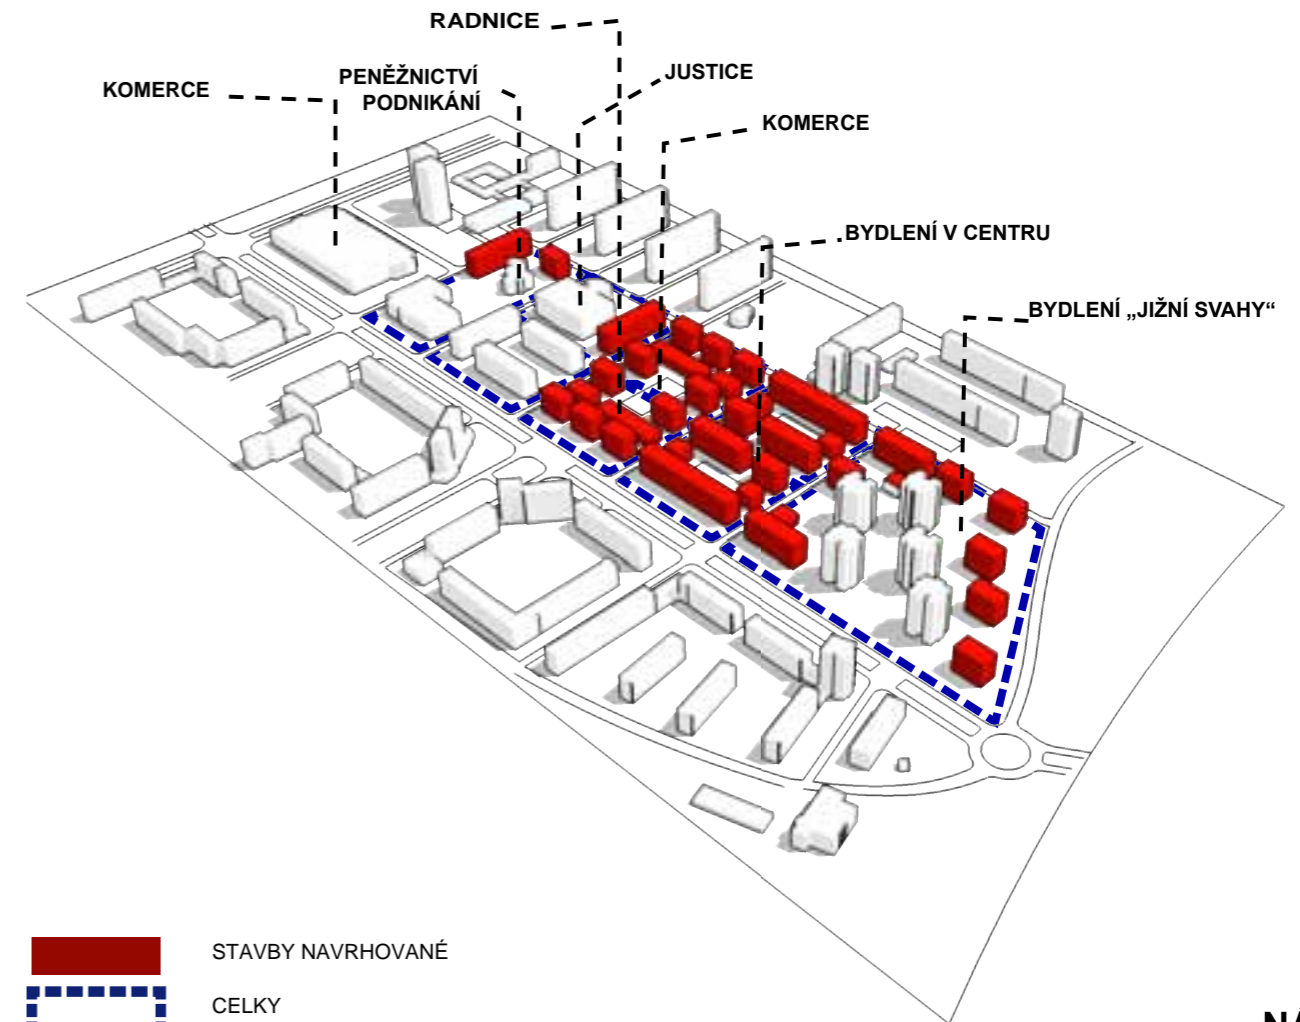 RADNICE
PENĚŽNICTVÍ
PODNIKÁNÍ
JUSTICE
KOMERCE
KOMERCE
BYDLENÍ V CENTRU
BYDLENÍ „JIŽNÍ SVAHY“
STAVBY NAVRHOVANÉ
CELKY